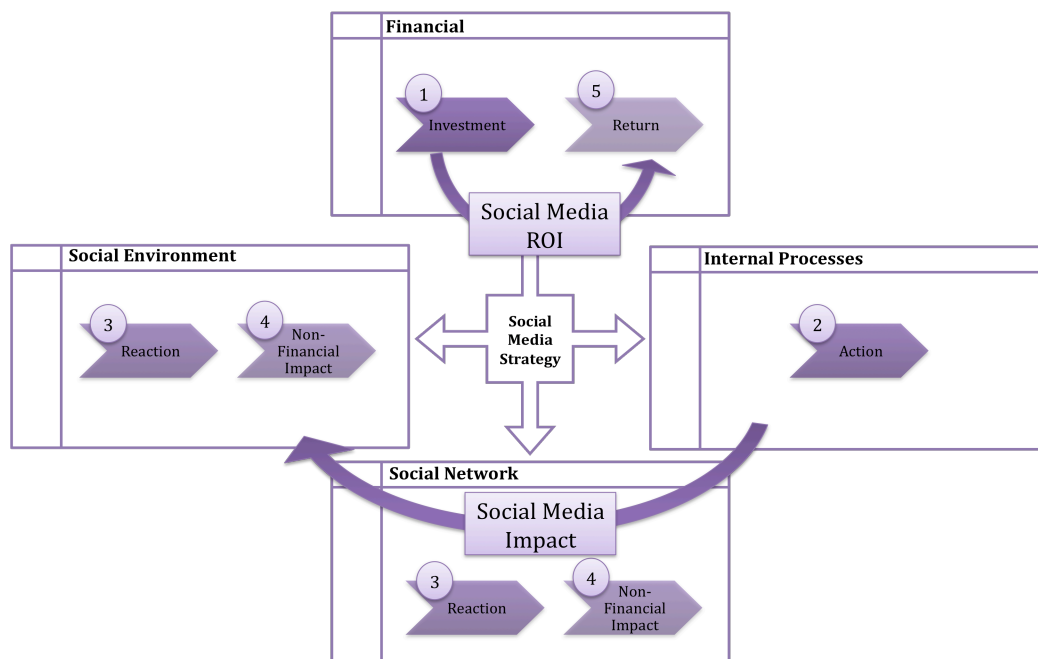 Financial
1
Investment
5
Return
Social Media
ROI
Social Environment
3
Reaction
4
Non-
Financial
Impact
Social
Media
Strategy
Internal Processes
2
Action
Social Network
Social Media
Impact
3
Reaction
4
Non-
Financial
Impact